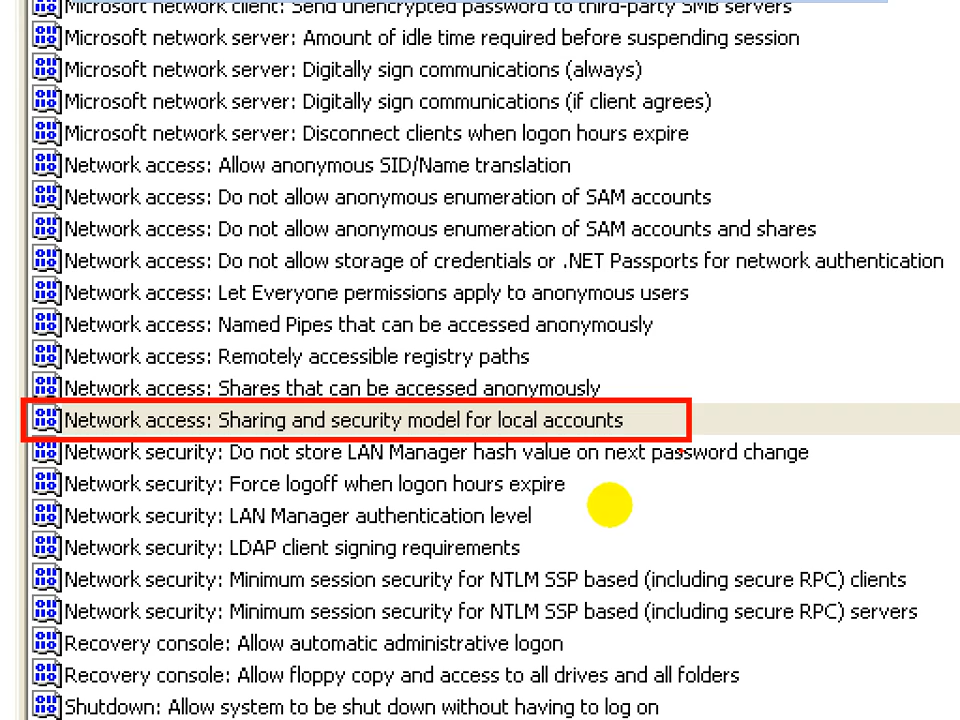 Microsoft network client: Send unencrypted password to third-party SMB servers
Microsoft network server: Amount of idle time required before suspending session
Microsoft network server: Digitally sign communications (always)
Microsoft network server: Digitally sign communications (if client agrees)
Microsoft network server: Disconnect clients when logon hours expire
Network access: Allow anonymous SID/Name translation
Network access: Do not allow anonymous enumeration of SAM accounts
Network access: Do not allow anonymous enumeration of SAM accounts and shares
Network access: Do not allow storage of credentials or .NET Passports for network authentication
Network access: Let Everyone permissions apply to anonymous users
Network access: Named Pipes that can be accessed anonymously
Network access: Remotely accessible registry paths
Network access: Shares that can be accessed anonymously
Network access: Sharing and security model for local accounts
Network security: Do not store LAN Manager hash value on next password change
Network security: Force logoff when logon hours expire
Network security: LAN Manager authentication level
Network security: LDAP client signing requirements
Network security: Minimum session security for NTLM SSP based (including secure RPC) clients
Network security: Minimum session security for NTLM SSP based (including secure RPC) servers
Recovery console: Allow automatic administrative logon
Recovery console: Allow floppy copy and access to all drives and all folders
Shutdown: Allow system to be shut down without having to log on